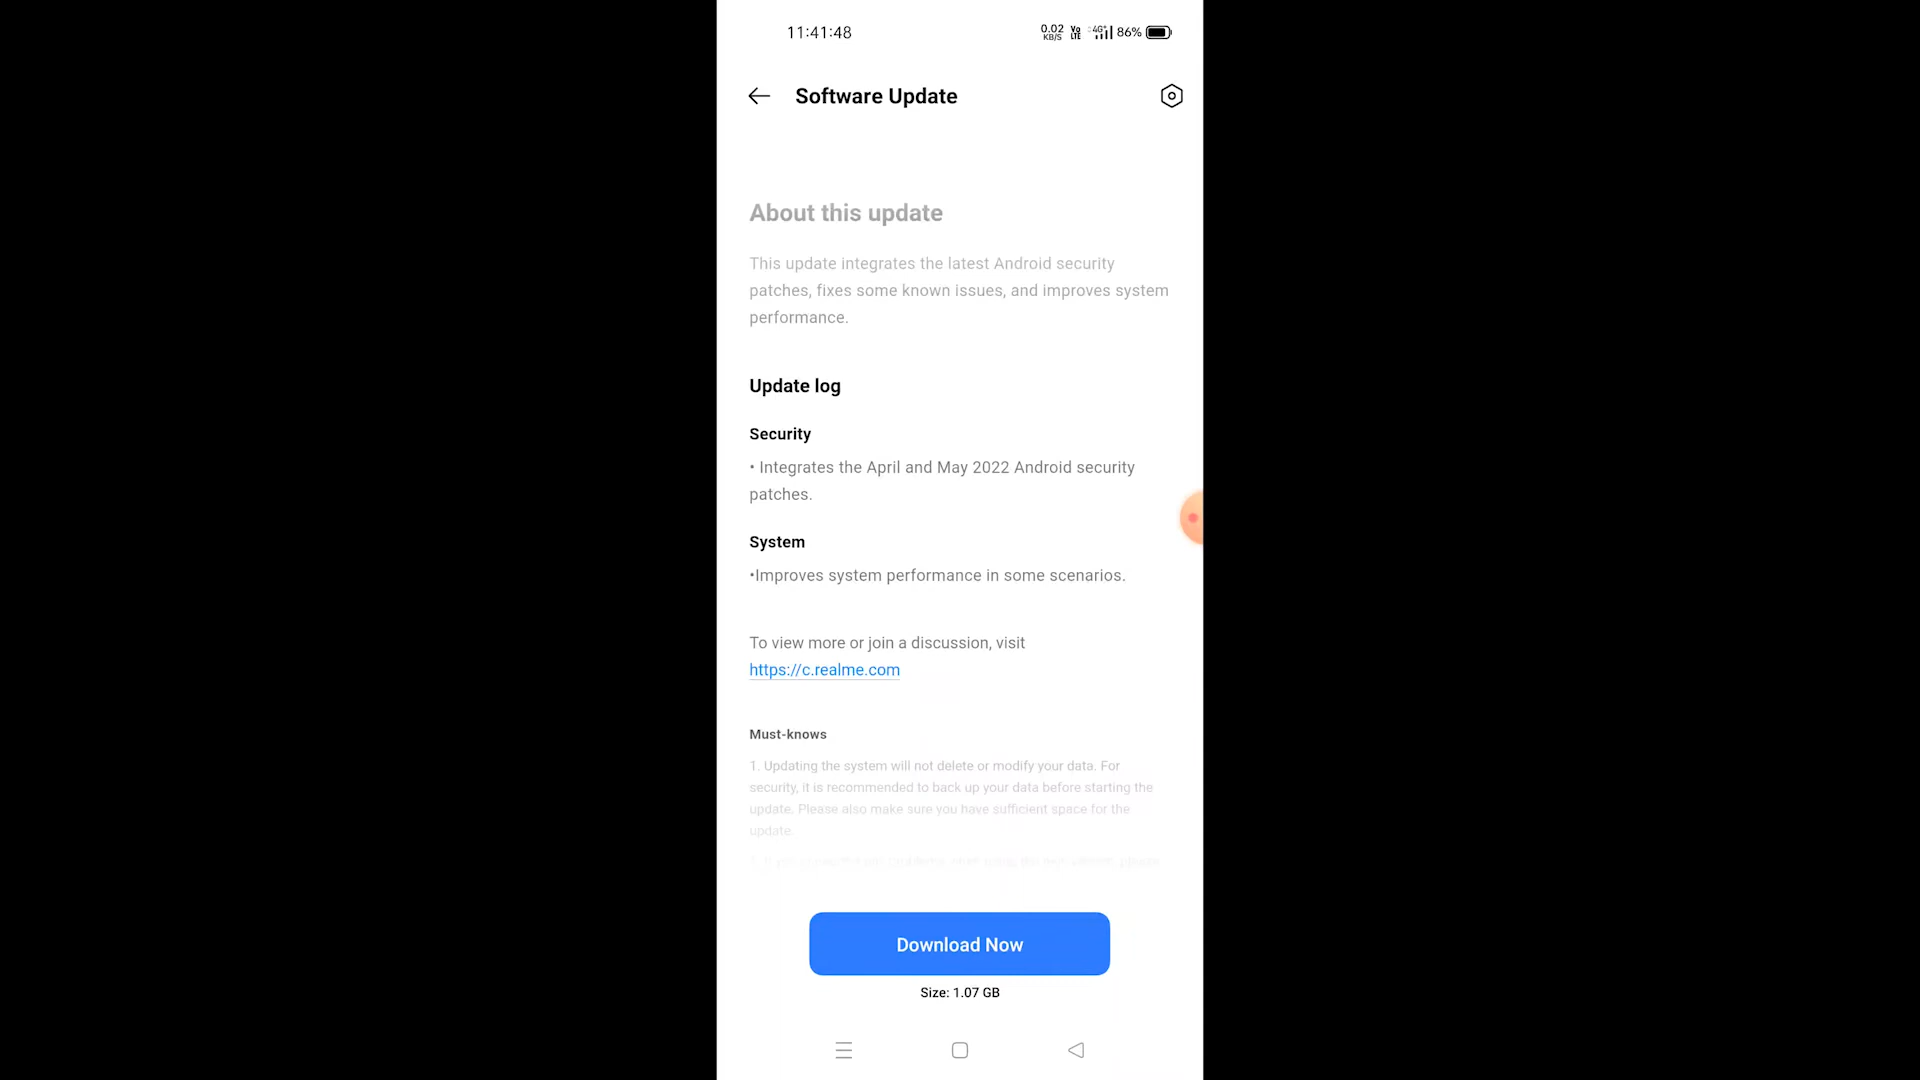 11:41:48
0.02 KB/S Vo LTE 4G+ 86%
Software Update
About this update
This update integrates the latest Android security
patches, fixes some known issues, and improves system
performance.
Update log
Security
• Integrates the April and May 2022 Android security
patches.
System
•Improves system performance in some scenarios.
To view more or join a discussion, visit
https://c.realme.com
Must-knows
1. Updating the system will not delete or modify your data. For
security, it is recommended to back up your data before starting the
update. Please also make sure you have sufficient space for the
update.
Download Now
Size: 1.07 GB